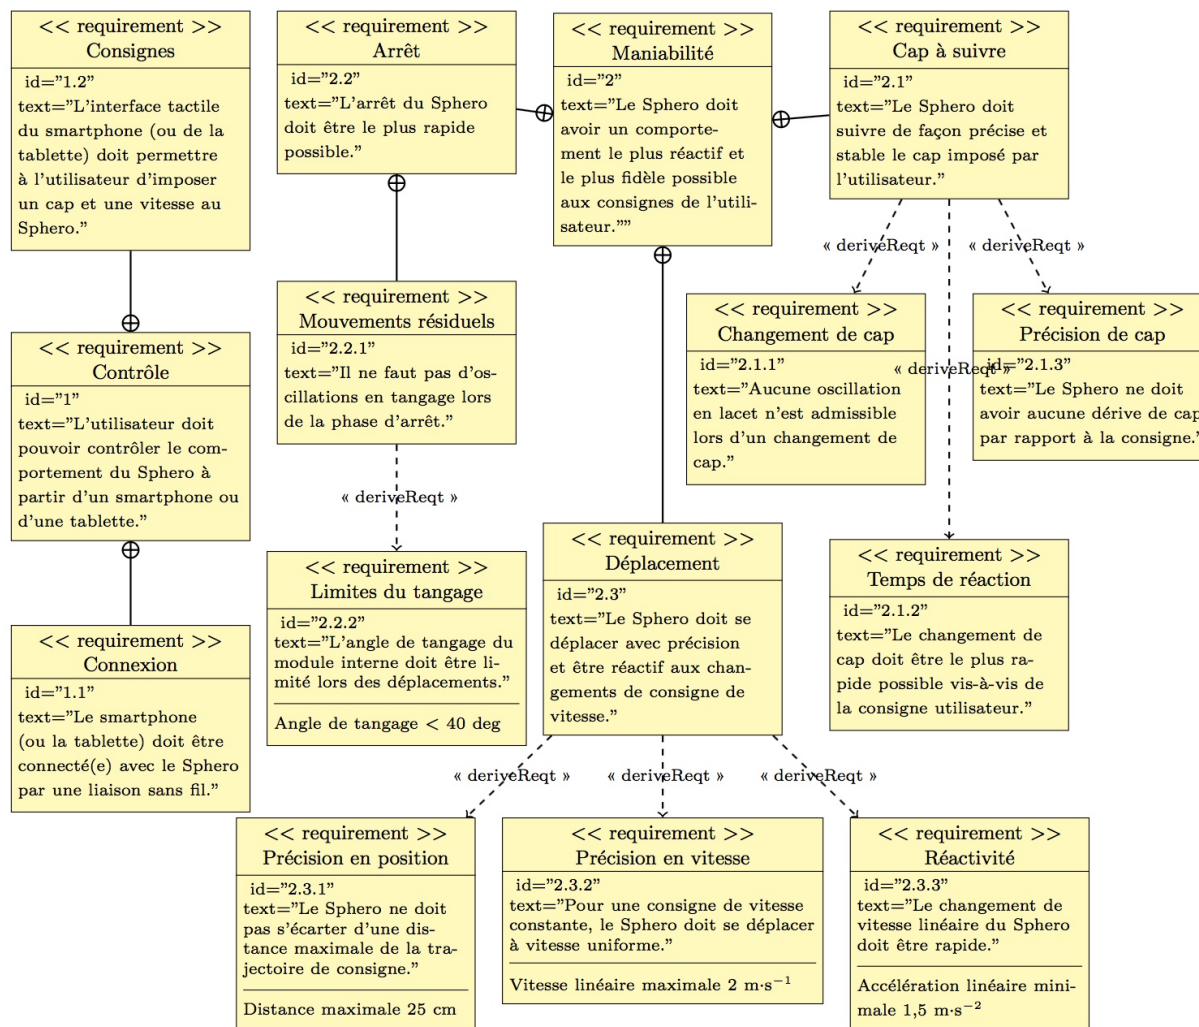 << requirement >>
Consignes
id="1.2"
text="L'interface tactile
du smartphone (ou de la
tablette) doit permettre
à l'utilisateur d'imposer
un cap et une vitesse au
Sphero."
<< requirement >>
Arrêt
id="2.2"
text="L'arrêt du Sphero
doit être le plus rapide
possible."
<< requirement >>
Maniabilité
id="2"
text="Le Sphero doit
avoir un comporte-
ment le plus réactif et
le plus fidèle possible
aux consignes de l'utili-
sateur.""
<< requirement >>
Cap à suivre
id="2.1"
text="Le Sphero doit
suivre de façon précise et
stable le cap imposé par
l'utilisateur."
« deriveReqt »
« deriveReqt »
« deriveReqt »
<< requirement >>
Mouvements résiduels
id="2.2.1"
text="Il ne faut pas d'os-
cillations en tangage lors
de la phase d'arrêt."
<< requirement >>
Changement de cap
id="2.1.1"
text="Aucune oscillation
en lacet n'est admissible
lors d'un changement de
cap."
<< requirement >>
Précision de cap
id="2.1.3"
text="Le Sphero ne doit
avoir aucune dérive de cap
par rapport à la consigne."
<< requirement >>
Contrôle
id="1"
text="L'utilisateur doit
pouvoir contrôler le com-
portement du Sphero à
partir d'un smartphone ou
d'une tablette."
« deriveReqt »
<< requirement >>
Limites du tangage
id="2.2.2"
text="L'angle de tangage du
module interne doit être li-
mité lors des déplacements."
Angle de tangage < 40 deg
<< requirement >>
Déplacement
id="2.3"
text="Le Sphero doit se
déplacer avec précision
et être réactif aux chan-
gements de consigne de
vitesse."
<< requirement >>
Temps de réaction
id="2.1.2"
text="Le changement de
cap doit être le plus ra-
pide possible vis-à-vis de
la consigne utilisateur."
<< requirement >>
Connexion
id="1.1"
text="Le smartphone
(ou la tablette) doit être
connecté(e) avec le Sphero
par une liaison sans fil."
« deriveReqt »
« deriveReqt »
« deriveReqt »
<< requirement >>
Précision en position
id="2.3.1"
text="Le Sphero ne doit
pas s'écarter d'une dis-
tance maximale de la tra-
jectoire de consigne."
Distance maximale 25 cm
<< requirement >>
Précision en vitesse
id="2.3.2"
text="Pour une consigne de vitesse
constante, le Sphero doit se déplacer
à vitesse uniforme."
Vitesse linéaire maximale 2 m·s⁻¹
<< requirement >>
Réactivité
id="2.3.3"
text="Le changement de
vitesse linéaire du Sphero
doit être rapide."
Accélération linéaire mini-
male 1,5 m·s⁻²